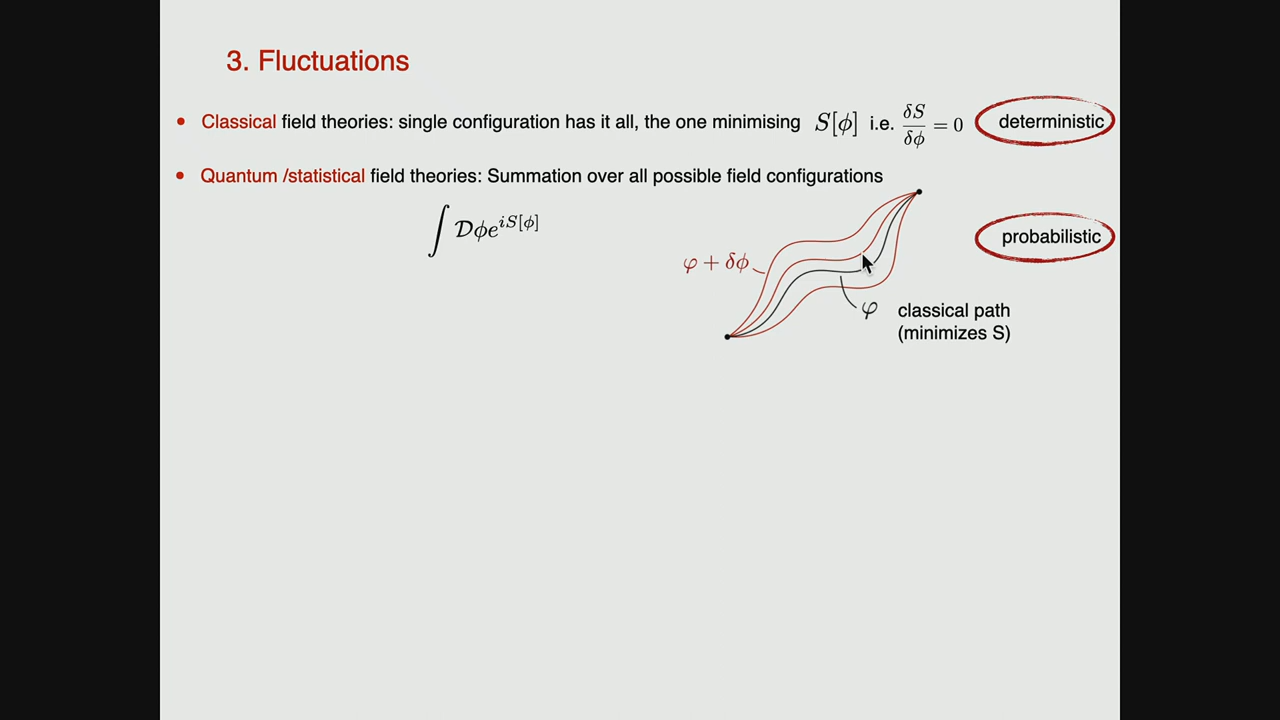 3. Fluctuations
• Classical field theories: single configuration has it all, the one minimising S[ϕ] i.e. δS/δϕ = 0 deterministic
• Quantum /statistical field theories: Summation over all possible field configurations
∫ 𝒟ϕe^{iS[ϕ]}
probabilistic
φ + δϕ
φ classical path
(minimizes S)